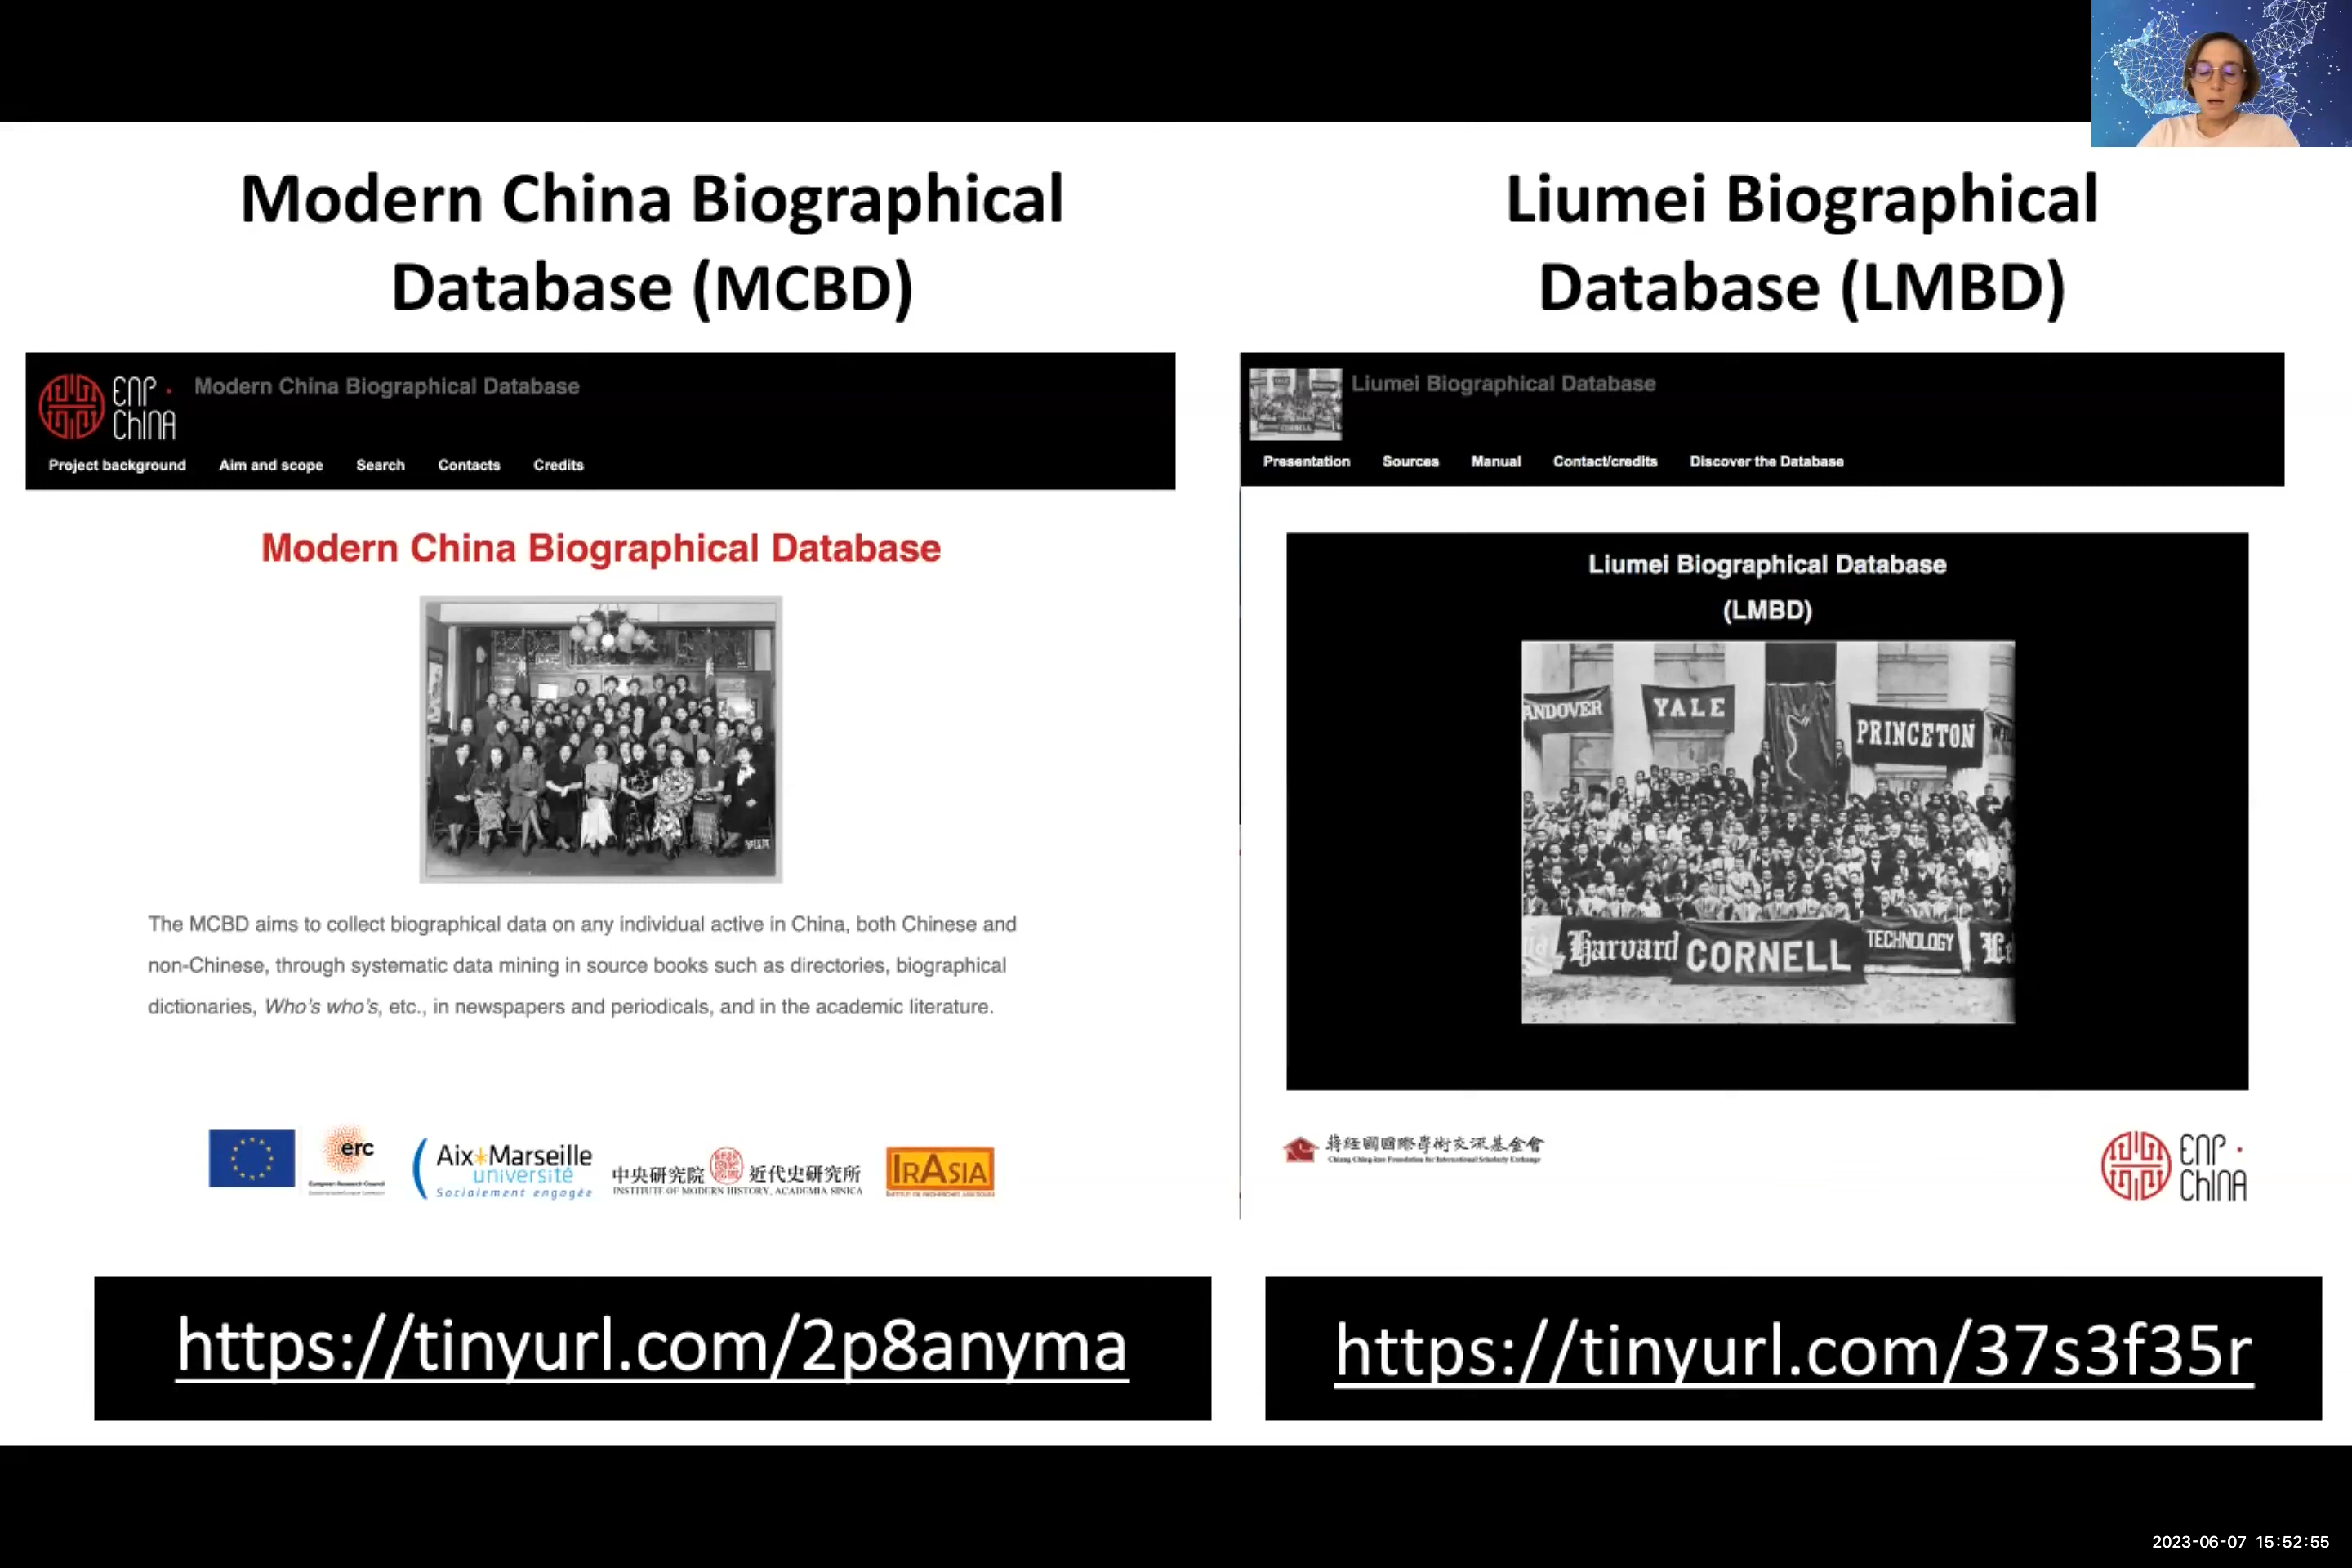 Modern China Biographical
Database (MCBD)
ENP·
ChINA
Modern China Biographical Database
Project background Aim and scope Search Contacts Credits
Modern China Biographical Database
The MCBD aims to collect biographical data on any individual active in China, both Chinese and
non-Chinese, through systematic data mining in source books such as directories, biographical
dictionaries, Who's who's, etc., in newspapers and periodicals, and in the academic literature.
erc
European Research Council
Aix*Marseille
université
Socialement engagée
中央研究院 近代史研究所
INSTITUTE OF MODERN HISTORY, ACADEMIA SINICA
IRASIA
https://tinyurl.com/2p8anyma
Liumei Biographical
Database (LMBD)
Liumei Biographical Database
CORNELL
Presentation Sources Manual Contact/credits Discover the Database
Liumei Biographical Database
(LMBD)
ANDOVER YALE PRINCETON
Harvard CORNELL TECHNOLOGY
蔣經國國際學術交流基金會
Chiang Ching-kuo Foundation for International Scholarly Exchange
ENP·
ChINA
https://tinyurl.com/37s3f35r
2023-06-07 15:52:55